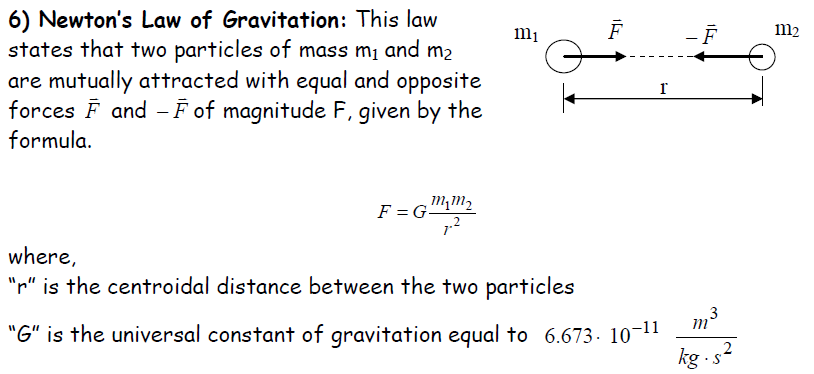 6) Newton's Law of Gravitation: This law
states that two particles of mass m₁ and m₂
are mutually attracted with equal and opposite
forces F̄ and – F̄ of magnitude F, given by the
formula.
m₁ F̄ – F̄ m₂
r
F = G m₁m₂ / r²
where,
"r" is the centroidal distance between the two particles
"G" is the universal constant of gravitation equal to 6.673· 10⁻¹¹ m³ / kg · s²